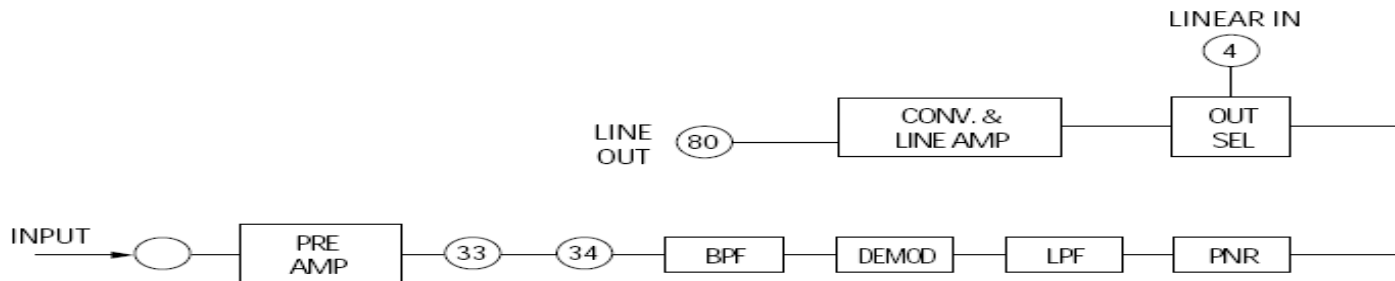 LINEAR IN
4
CONV. &
LINE AMP
OUT
SEL
LINE
OUT
80
INPUT
PRE
AMP
33
34
BPF
DEMOD
LPF
PNR